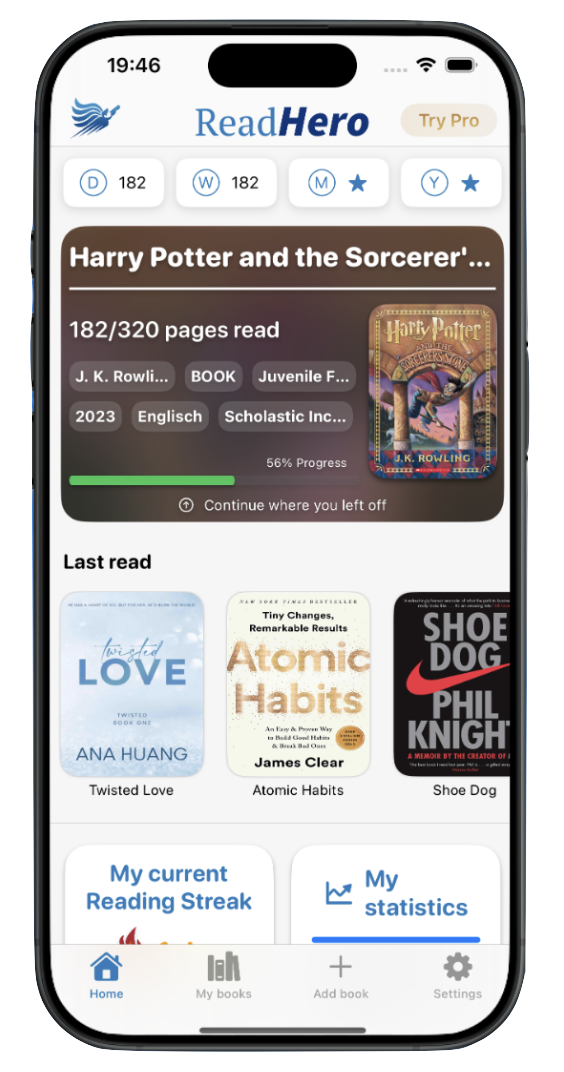 19:46
ReadHero
Try Pro
D 182
W 182
M
Y
Harry Potter and the Sorcerer'...
182/320 pages read
J. K. Rowli...
BOOK
Juvenile F...
2023
Englisch
Scholastic Inc...
56% Progress
Continue where you left off
Harry Potter
AND THE
SORCERER'S STONE
J.K. ROWLING
Last read
twisted
LOVE
TWISTED
BOOK ONE
ANA HUANG
Twisted Love
NEW YORK TIMES BESTSELLER
Tiny Changes,
Remarkable Results
Atomic
Habits
An Easy & Proven Way
to Build Good Habits
& Break Bad Ones
James Clear
Atomic Habits
SHOE
DOG
PHIL
KNIGHT
A MEMOIR BY THE CREATOR OF
Shoe Dog
My current
Reading Streak
My
statistics
Home
My books
Add book
Settings